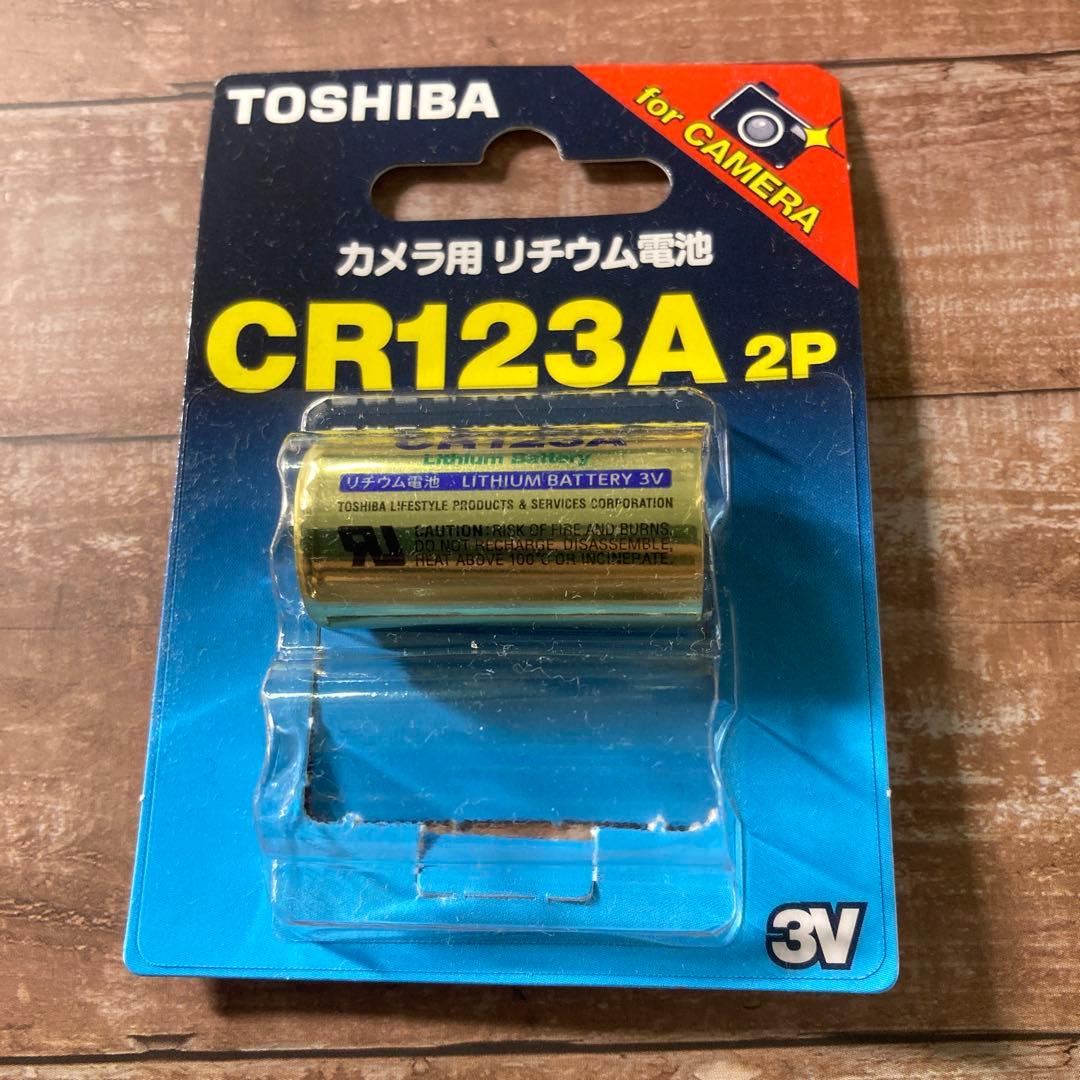 TOSHIBA
for CAMERA
カメラ用 リチウム電池
CR123A 2P
CR123A
Lithium Battery
リチウム電池 LITHIUM BATTERY 3V
TOSHIBA LIFESTYLE PRODUCTS & SERVICES CORPORATION
CAUTION: RISK OF FIRE AND BURNS.
DO NOT RECHARGE, DISASSEMBLE,
HEAT ABOVE 100℃ OR INCINERATE.
3V